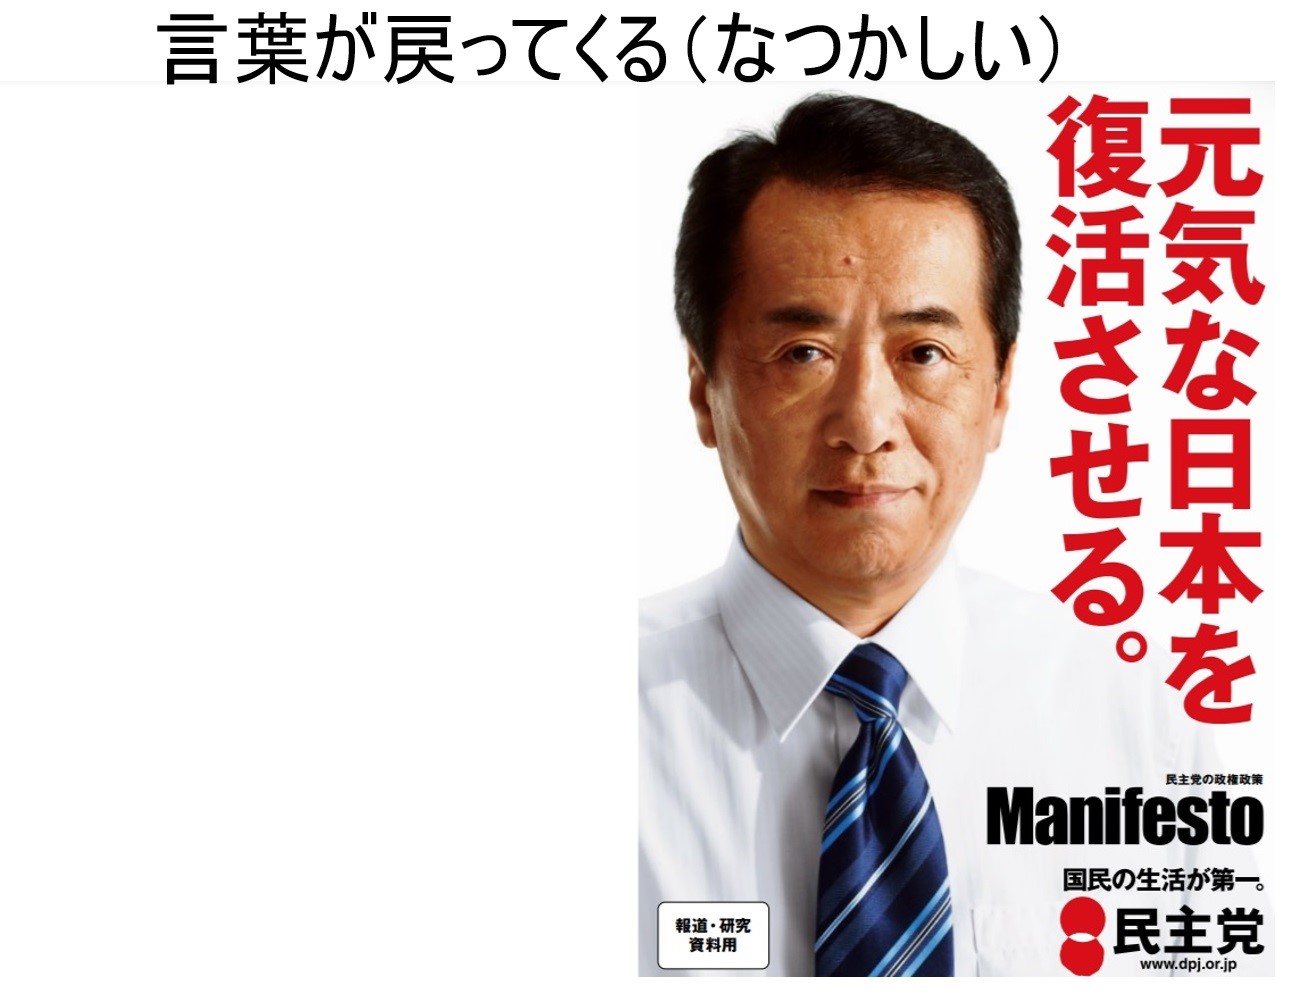 言葉が戻ってくる（なつかしい）
元気な日本を
復活させる。
民主党の政権政策
Manifesto
国民の生活が第一。
民主党
www.dpj.or.jp
報道・研究
資料用